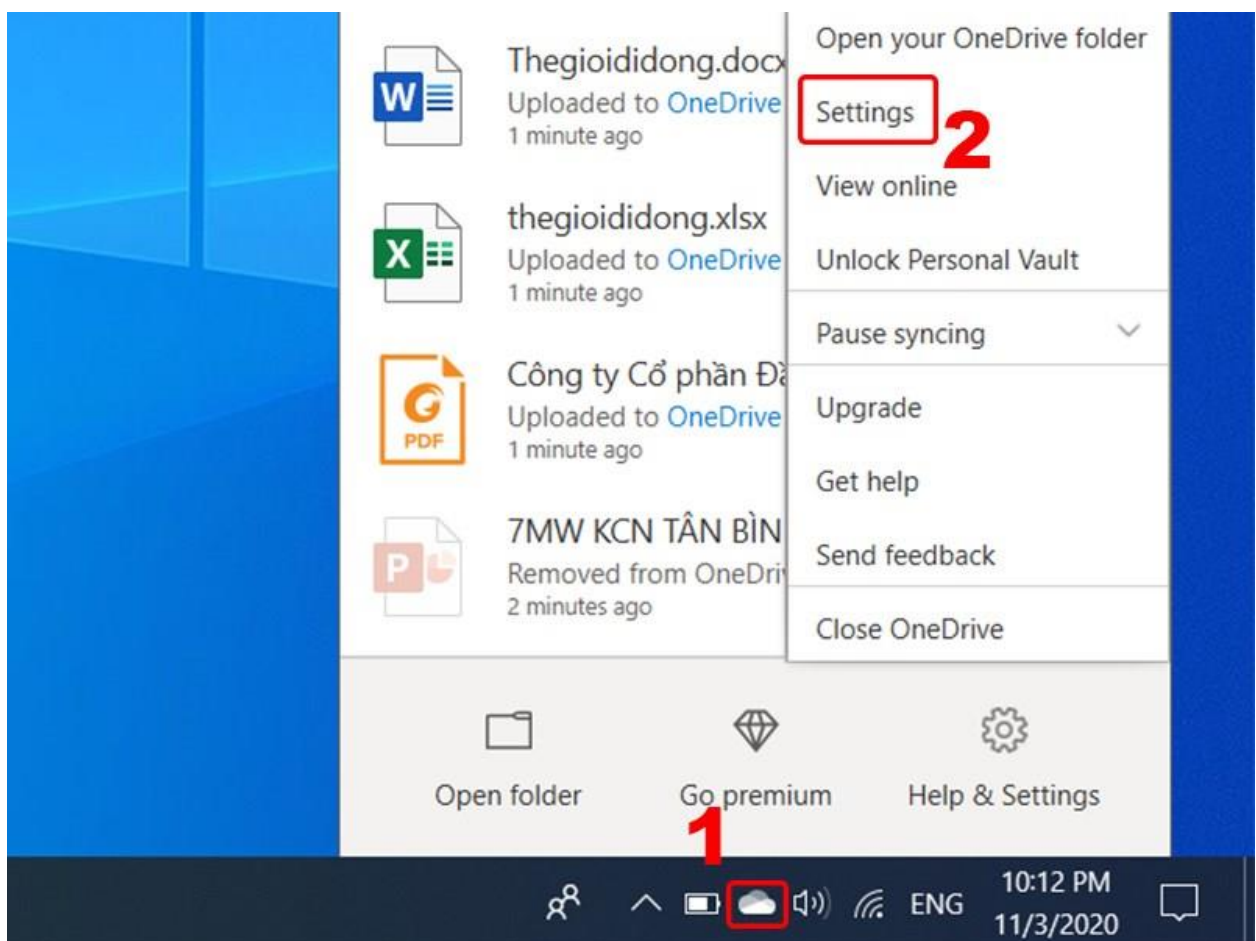 Thegioididong.docx
Uploaded to OneDrive
1 minute ago
thegioididong.xlsx
Uploaded to OneDrive
1 minute ago
Công ty Cổ phần
Uploaded to OneDrive
1 minute ago
7MW KCN TÂN
Removed from
2 minutes ago
Open your OneDrive folder
Settings
2
View online
Unlock Personal Vault
Pause syncing
Upgrade
Get help
Send feedback
Close OneDrive
Open folder
Go premium
Help & Settings
1
ENG
10:12 PM
11/3/2020
W
X
PDF
P